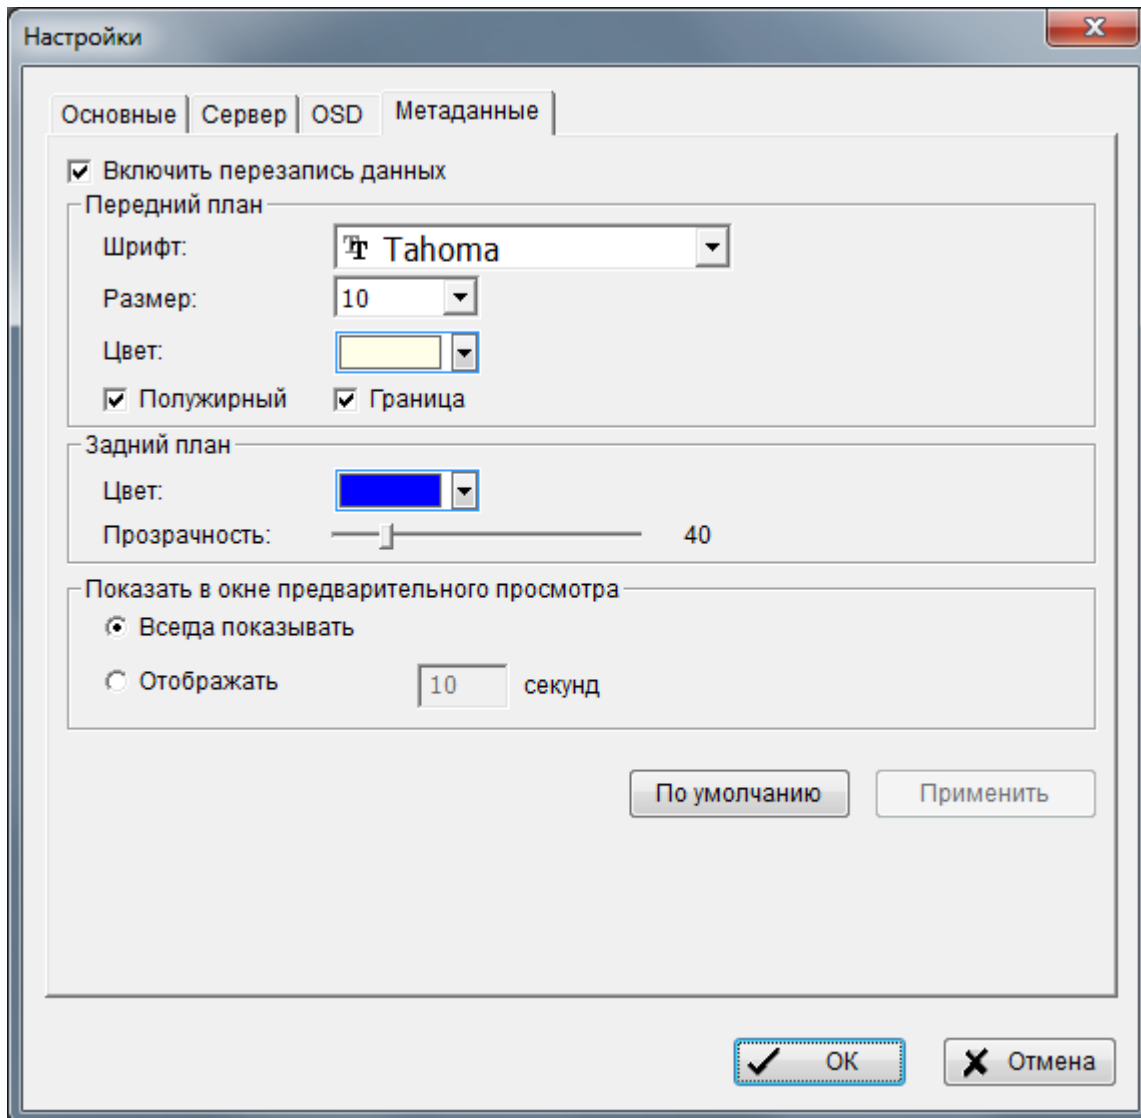 Настройки
Основные Сервер OSD Метаданные
Включить перезапись данных
Передний план
Шрифт: Tahoma
Размер: 10
Цвет:
Полужирный Граница
Задний план
Цвет:
Прозрачность: 40
Показать в окне предварительного просмотра
Всегда показывать
Отображать 10 секунд
По умолчанию Применить
OK Отмена